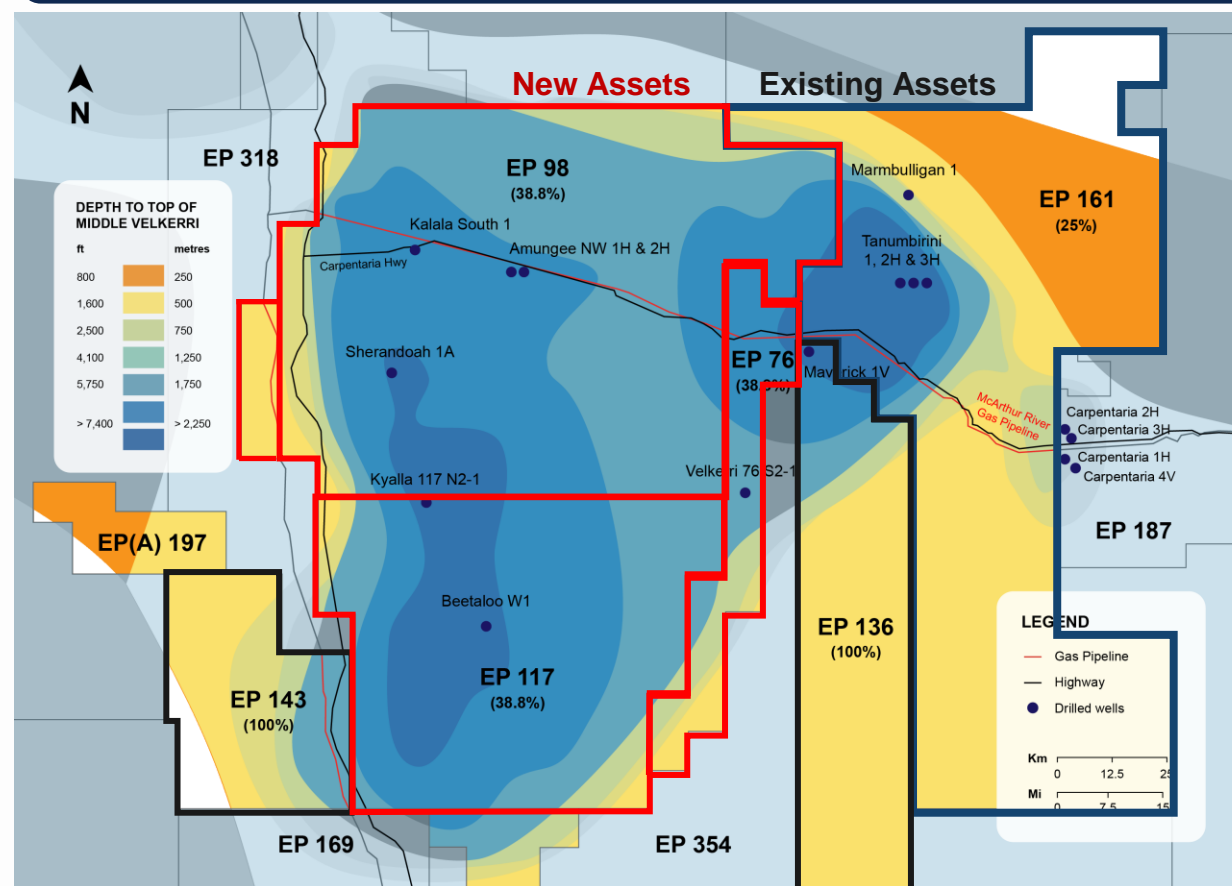 New Assets
Existing Assets
N
EP 318
EP 98
(38.8%)
Marmbulligan 1
EP 161
(25%)
DEPTH TO TOP OF
MIDDLE VELKERRI
ft
metres
800
250
1,600
500
2,500
750
4,100
1,250
5,750
1,750
> 7,400
> 2,250
Kalala South 1
Carpentaria Hwy
Amungee NW 1H & 2H
Tanumbirini
1, 2H & 3H
Sherandoah 1A
EP 76
Maverick 1V
McArthur River
Gas Pipeline
Carpentaria 2H
Carpentaria 3H
Carpentaria 1H
Carpentaria 4V
Kyalla 117 N2-1
Velkerri 76 S2-1
EP 187
EP(A) 197
Beetaloo W1
EP 117
(38.8%)
EP 136
(100%)
EP 143
(100%)
LEGEND
Gas Pipeline
Highway
Drilled wells
Km
0
12.5
25
Mi
0
7.5
15
EP 169
EP 354